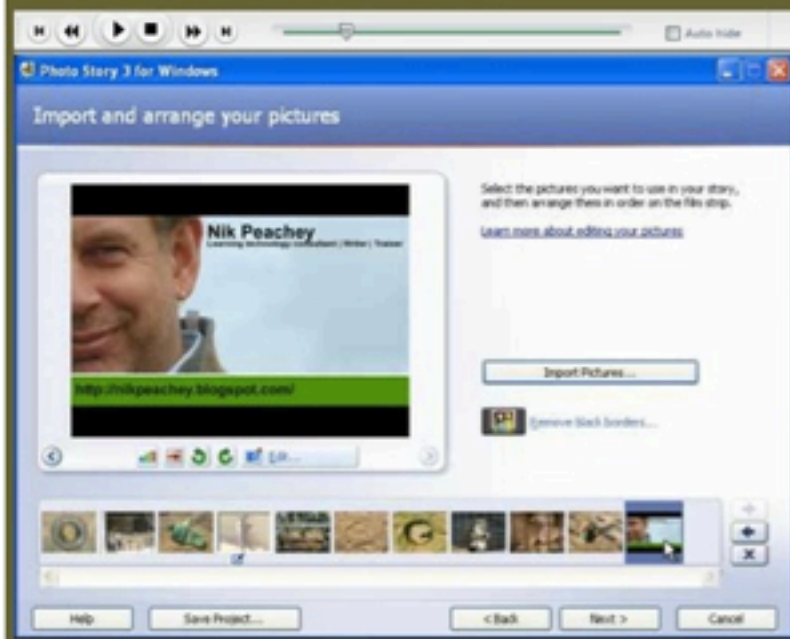 Auto hide
Photo Story 3 for Windows
Import and arrange your pictures
Select the pictures you want to use in your story,
and then arrange them in order on the film strip.
Learn more about editing your pictures
Nik Peachey
Learning technology consultant | Writer | Trainer
http://nikpeachey.blogspot.com/
Import Pictures...
Remove black borders...
Edit...
Help
Save Project...
< Back
Next >
Cancel